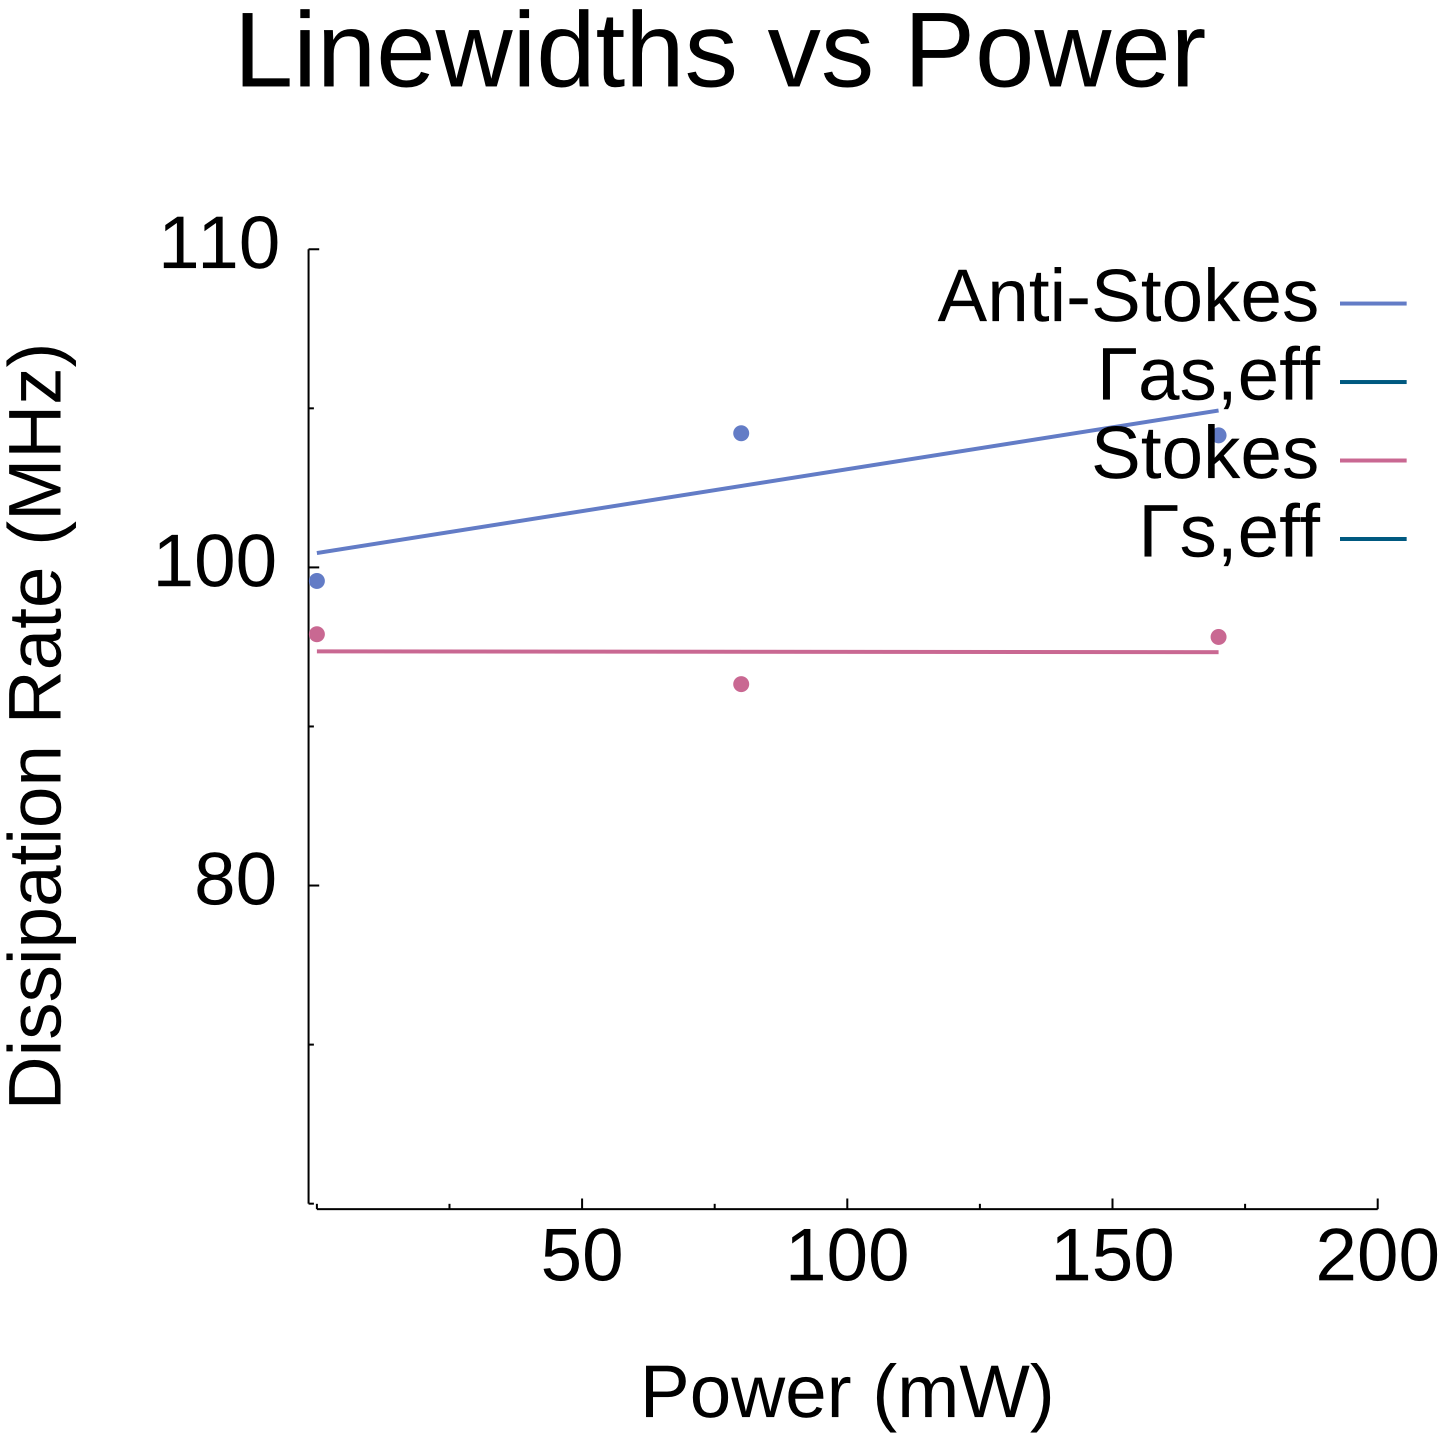 Linewidths vs Power
110
100
80
Dissipation Rate (MHz)
Anti-Stokes
Γas,eff
Stokes
Γs,eff
50 100 150 200
Power (mW)